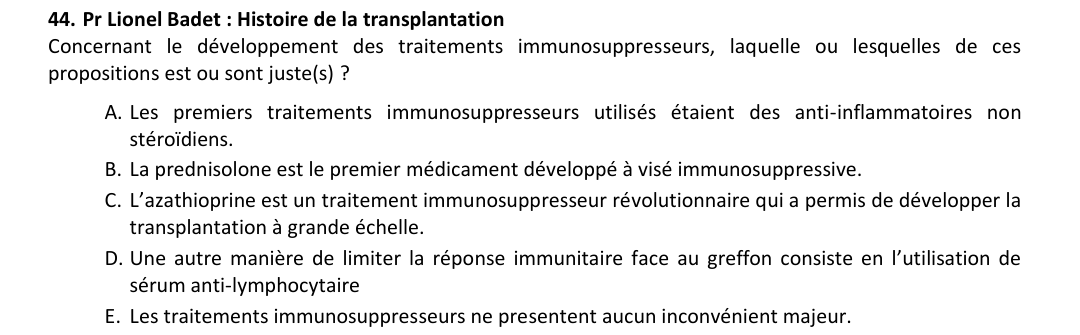 44. Pr Lionel Badet : Histoire de la transplantation
Concernant le développement des traitements immunosuppresseurs, laquelle ou lesquelles de ces
propositions est ou sont juste(s) ?
A. Les premiers traitements immunosuppresseurs utilisés étaient des anti-inflammatoires non
stéroïdiens.
B. La prednisolone est le premier médicament développé à visé immunosuppressive.
C. L’azathioprine est un traitement immunosuppresseur révolutionnaire qui a permis de développer la
transplantation à grande échelle.
D. Une autre manière de limiter la réponse immunitaire face au greffon consiste en l’utilisation de
sérum anti-lymphocytaire
E. Les traitements immunosuppresseurs ne presentent aucun inconvénient majeur.